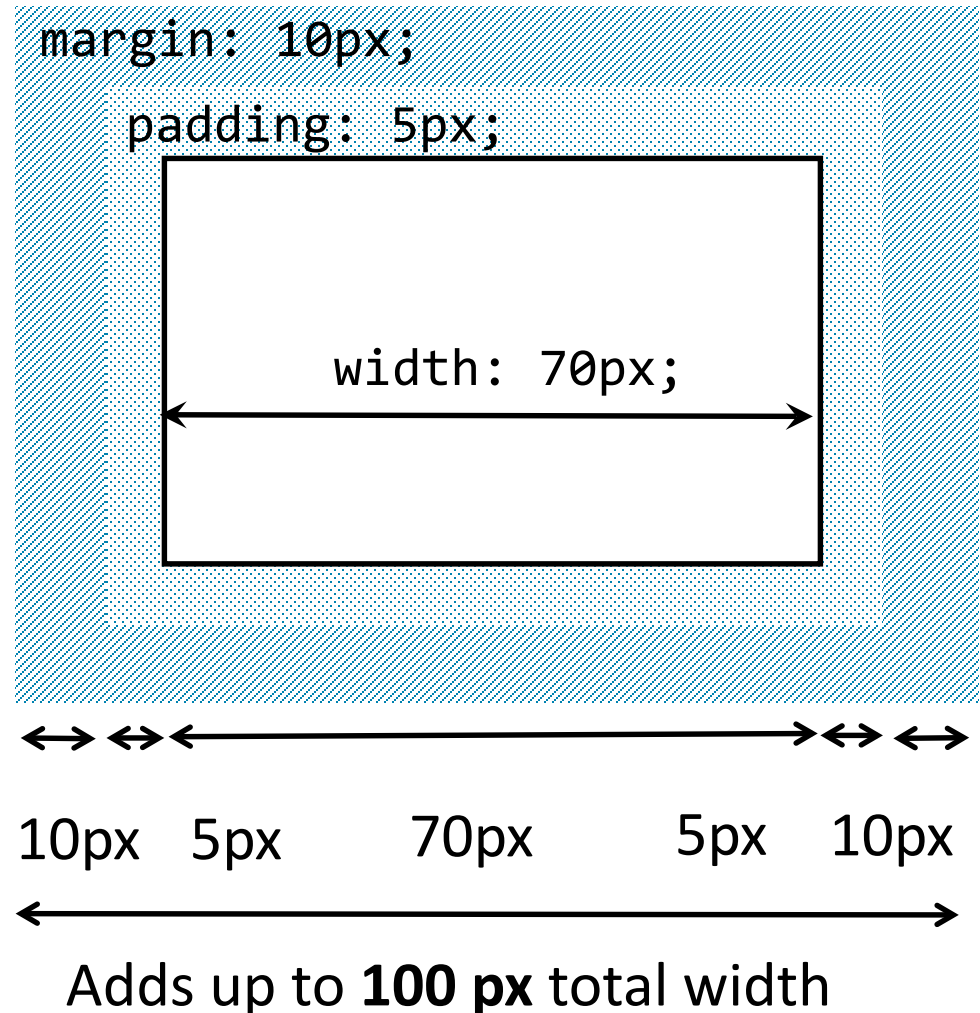 margin: 10px;
padding: 5px;
width: 70px;
10px 5px 70px 5px 10px
Adds up to 100 px total width